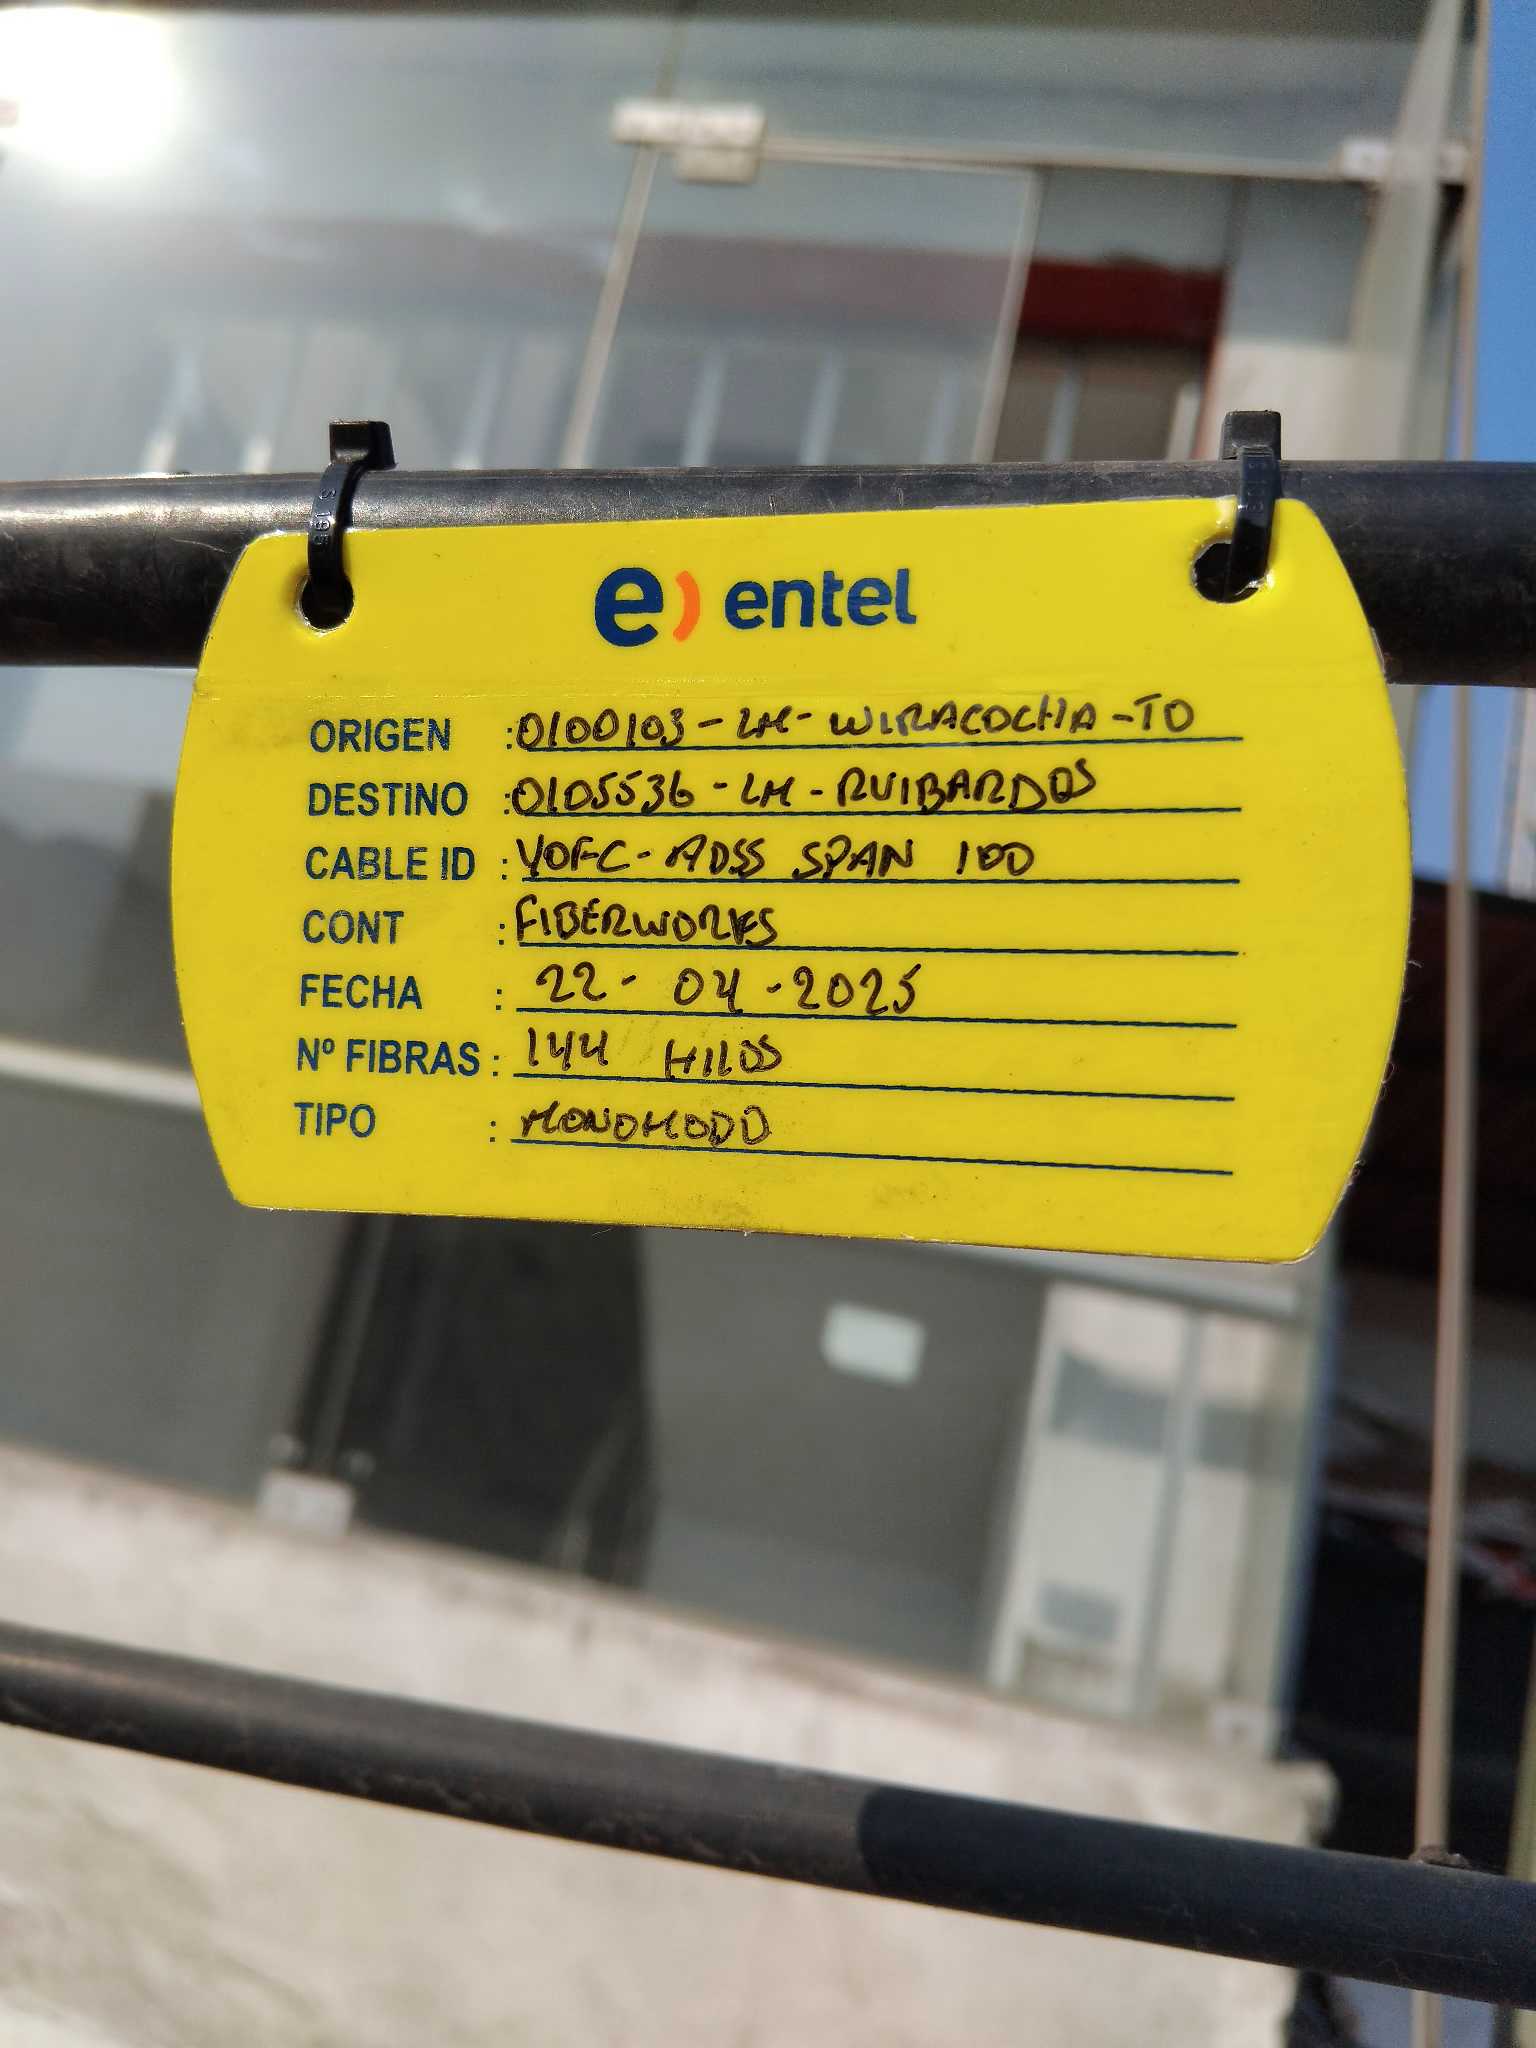 e) entel
ORIGEN : 0100103 - LM - WIRACOCHA - TO
DESTINO : 0105536 - LM - RUIBARDOS
CABLE ID : YOFC - ADSS SPAN 100
CONT : FIBERWORKS
FECHA : 22 - 04 - 2025
Nº FIBRAS : 144 HILOS
TIPO : MONOMODO